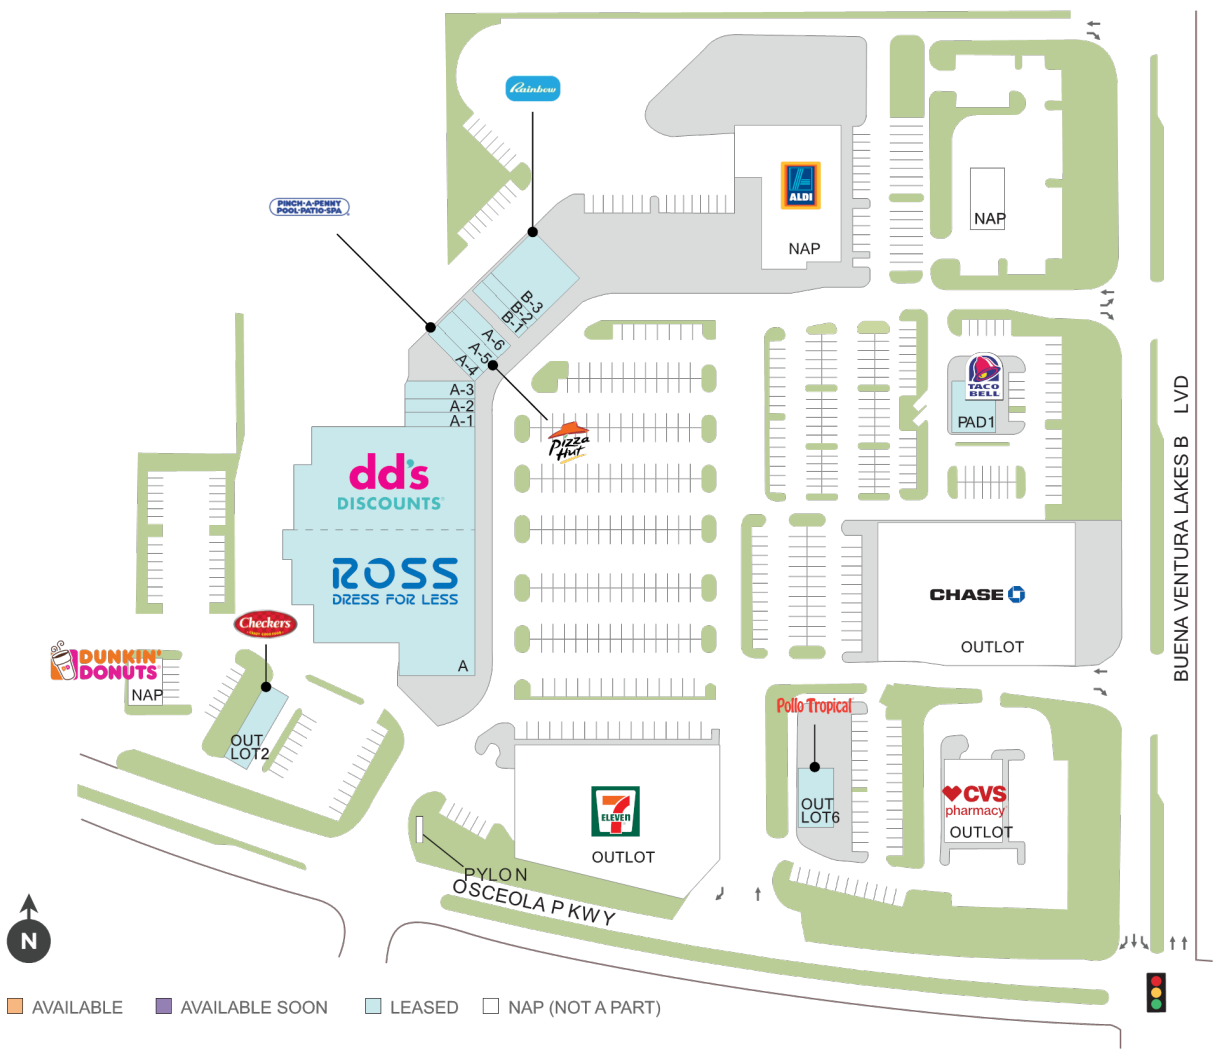 Rainbow
ALDI
NAP
NAP
PINCH-A-PENNY
POOL·PATIO·SPA
B-3
B-2
B-1
A-6
A-5
A-4
A-3
A-2
A-1
TACO
BELL
PAD1
Pizza
Hut
dd's
DISCOUNTS
ROSS
DRESS FOR LESS
A
CHASE
OUTLOT
BUENA VENTURA LAKES B LVD
Checkers
DUNKIN'
DONUTS
NAP
OUT
LOT2
Pollo Tropical
OUT
LOT6
CVS
pharmacy
OUTLOT
7
ELEVEN
OUTLOT
PYLON
OSCEOLA P KWY
N
AVAILABLE
AVAILABLE SOON
LEASED
NAP (NOT A PART)